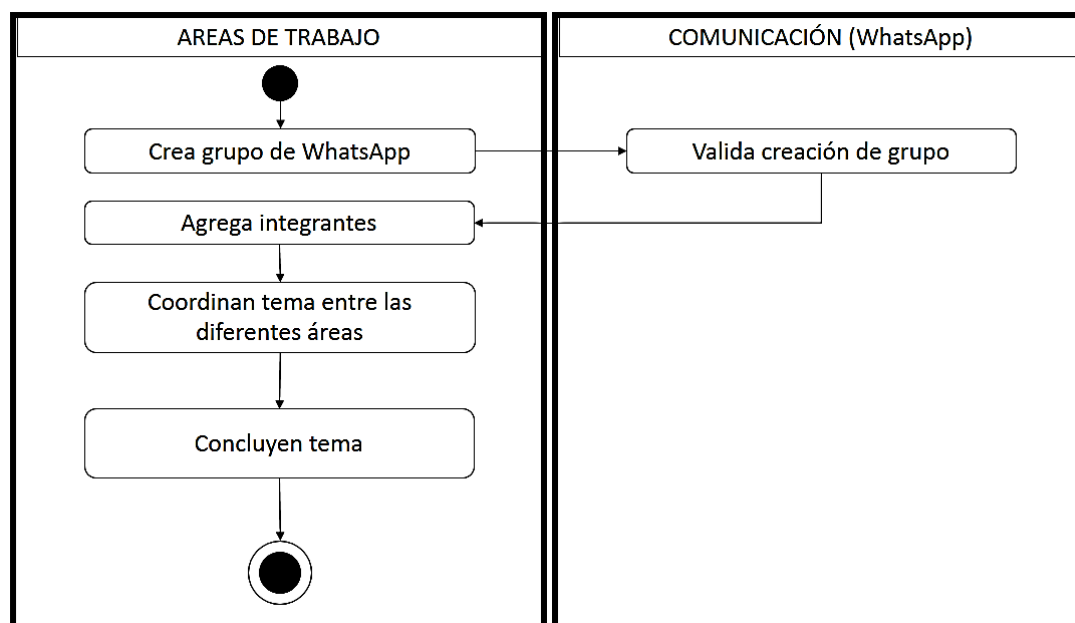 AREAS DE TRABAJO
COMUNICACIÓN (WhatsApp)
Crea grupo de WhatsApp
Valida creación de grupo
Agrega integrantes
Coordinan tema entre las
diferentes áreas
Concluyen tema